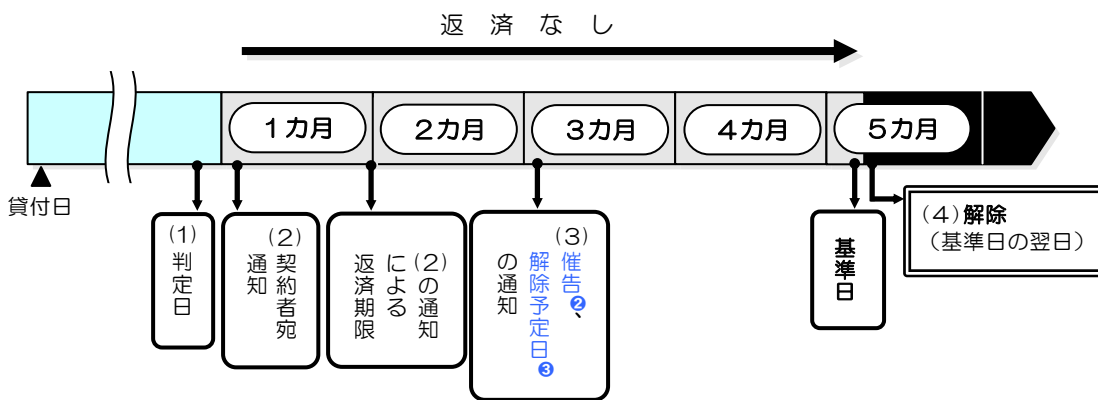 返 済 な し
1カ月
2カ月
3カ月
4カ月
5カ月
貸付日
(1)
判定日
(2)
契約者宛
通知
(2)の通知
による
返済期限
(3)
催告❷、
解除予定日❸
の通知
基準日
(4)解除
(基準日の翌日)